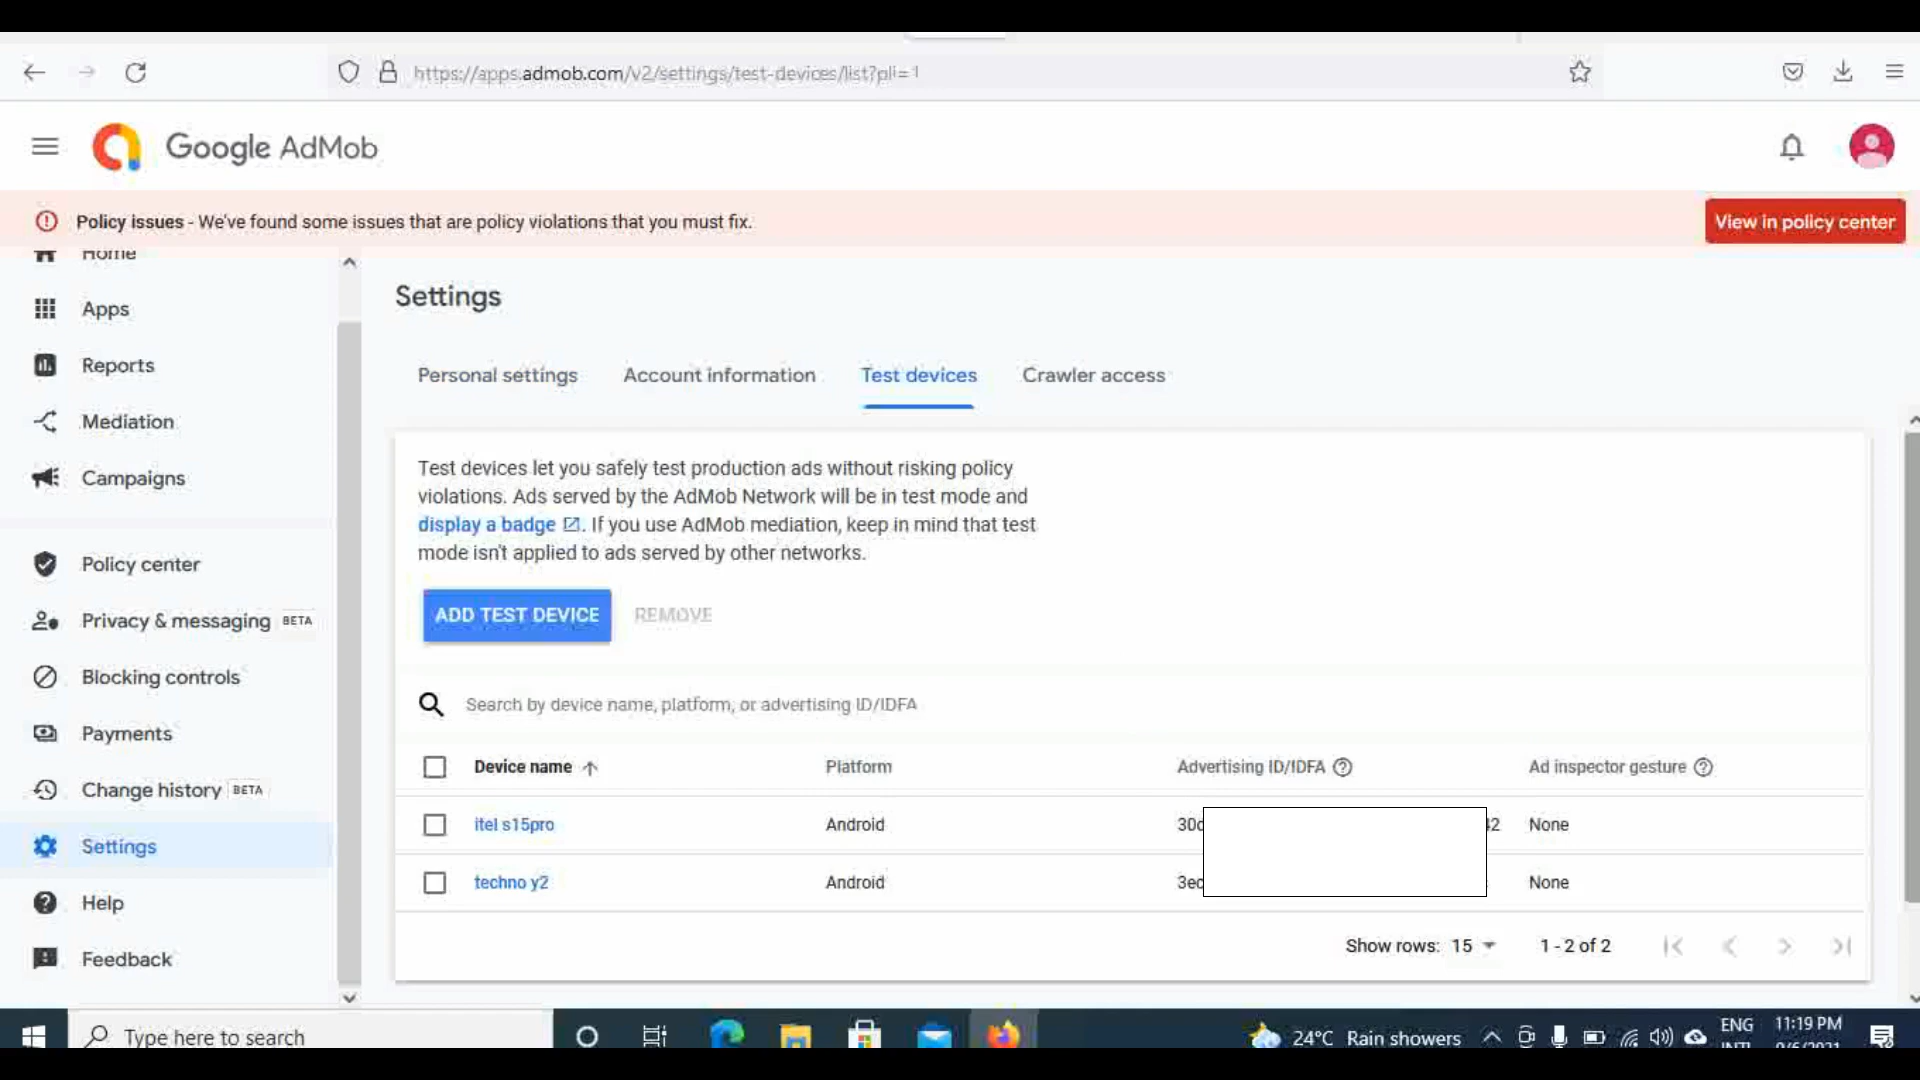 https://apps.admob.com/v2/settings/test-devices/list?pli=1
Google AdMob
Policy issues - We've found some issues that are policy violations that you must fix.
View in policy center
Home
Apps
Reports
Mediation
Campaigns
Policy center
Privacy & messaging BETA
Blocking controls
Payments
Change history BETA
Settings
Help
Feedback
Settings
Personal settings
Account information
Test devices
Crawler access
Test devices let you safely test production ads without risking policy
violations. Ads served by the AdMob Network will be in test mode and
display a badge. If you use AdMob mediation, keep in mind that test
mode isn't applied to ads served by other networks.
ADD TEST DEVICE
REMOVE
Search by device name, platform, or advertising ID/IDFA
Device name
Platform
Advertising ID/IDFA
Ad inspector gesture
itel s15pro
Android
None
techno y2
Android
None
Show rows: 15
1 - 2 of 2
Type here to search
24°C Rain showers
ENG
11:19 PM